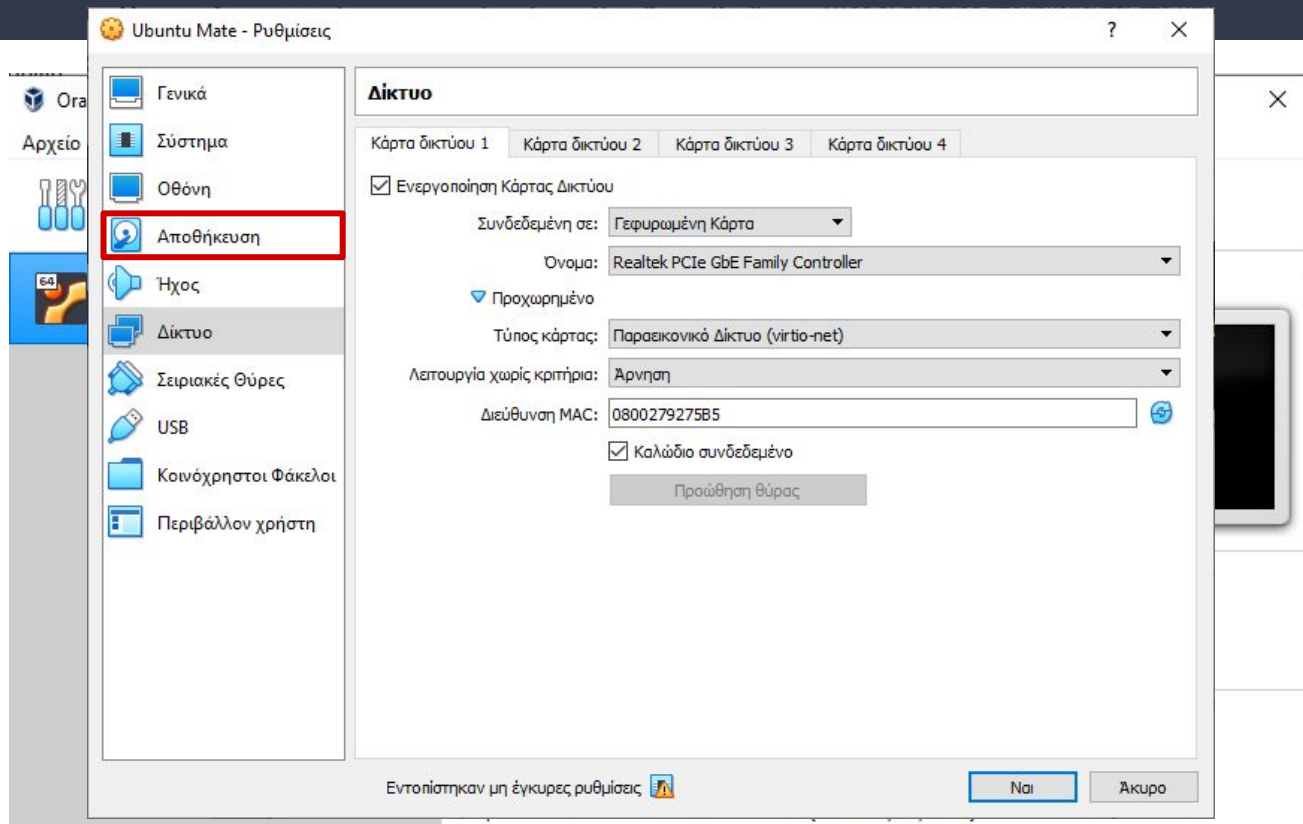 Ubuntu Mate - Ρυθμίσεις
?
Ora
Αρχείο
64
Γενικά
Σύστημα
Οθόνη
Αποθήκευση
Ήχος
Δίκτυο
Σειριακές Θύρες
USB
Κοινόχρηστοι Φάκελοι
Περιβάλλον χρήστη
Δίκτυο
Κάρτα δικτύου 1 Κάρτα δικτύου 2 Κάρτα δικτύου 3 Κάρτα δικτύου 4
Ενεργοποίηση Κάρτας Δικτύου
Συνδεδεμένη σε: Γεφυρωμένη Κάρτα
Όνομα: Realtek PCIe GbE Family Controller
Προχωρημένο
Τύπος κάρτας: Παραεικονικό Δίκτυο (virtio-net)
Λειτουργία χωρίς κριτήρια: Άρνηση
Διεύθυνση MAC: 0800279275B5
Καλώδιο συνδεδεμένο
Προώθηση θύρας
Εντοπίστηκαν μη έγκυρες ρυθμίσεις
Ναι Άκυρο